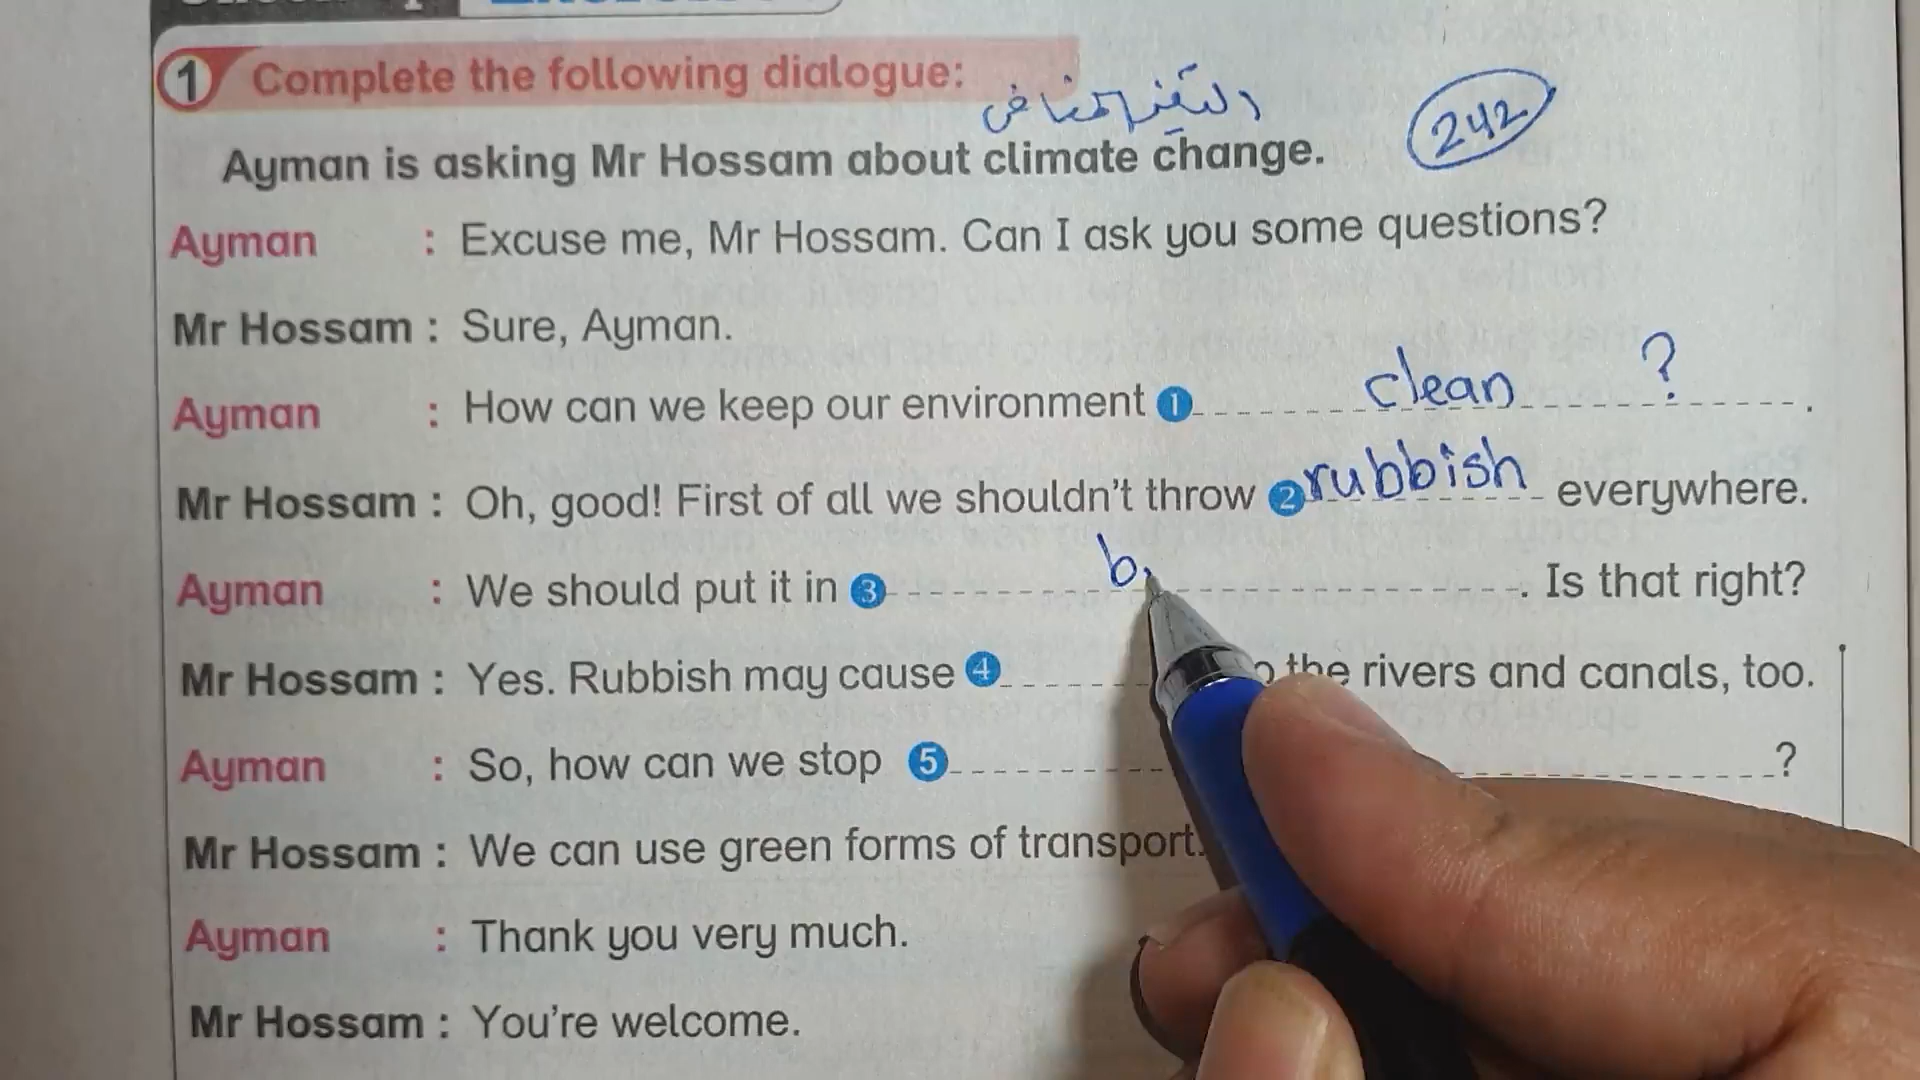 1 Complete the following dialogue:
242
Ayman is asking Mr Hossam about climate change.
Ayman : Excuse me, Mr Hossam. Can I ask you some questions?
Mr Hossam : Sure, Ayman.
Ayman : How can we keep our environment 1 clean ? .
Mr Hossam : Oh, good! First of all we shouldn't throw 2 rubbish everywhere.
Ayman : We should put it in 3 b . Is that right?
Mr Hossam : Yes. Rubbish may cause 4 the rivers and canals, too.
Ayman : So, how can we stop 5 ?
Mr Hossam : We can use green forms of transport.
Ayman : Thank you very much.
Mr Hossam : You're welcome.